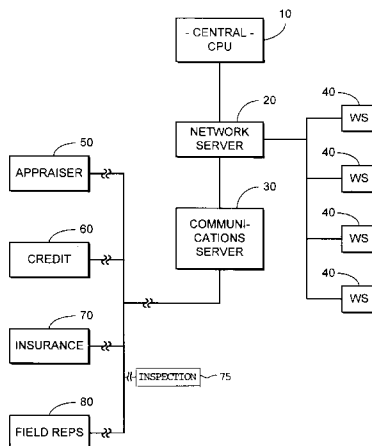 10
- CENTRAL -
CPU
20
NETWORK
SERVER
40
WS
40
WS
40
WS
40
WS
30
COMMUNI-
CATIONS
SERVER
50
APPRAISER
60
CREDIT
70
INSURANCE
INSPECTION
75
80
FIELD REPS